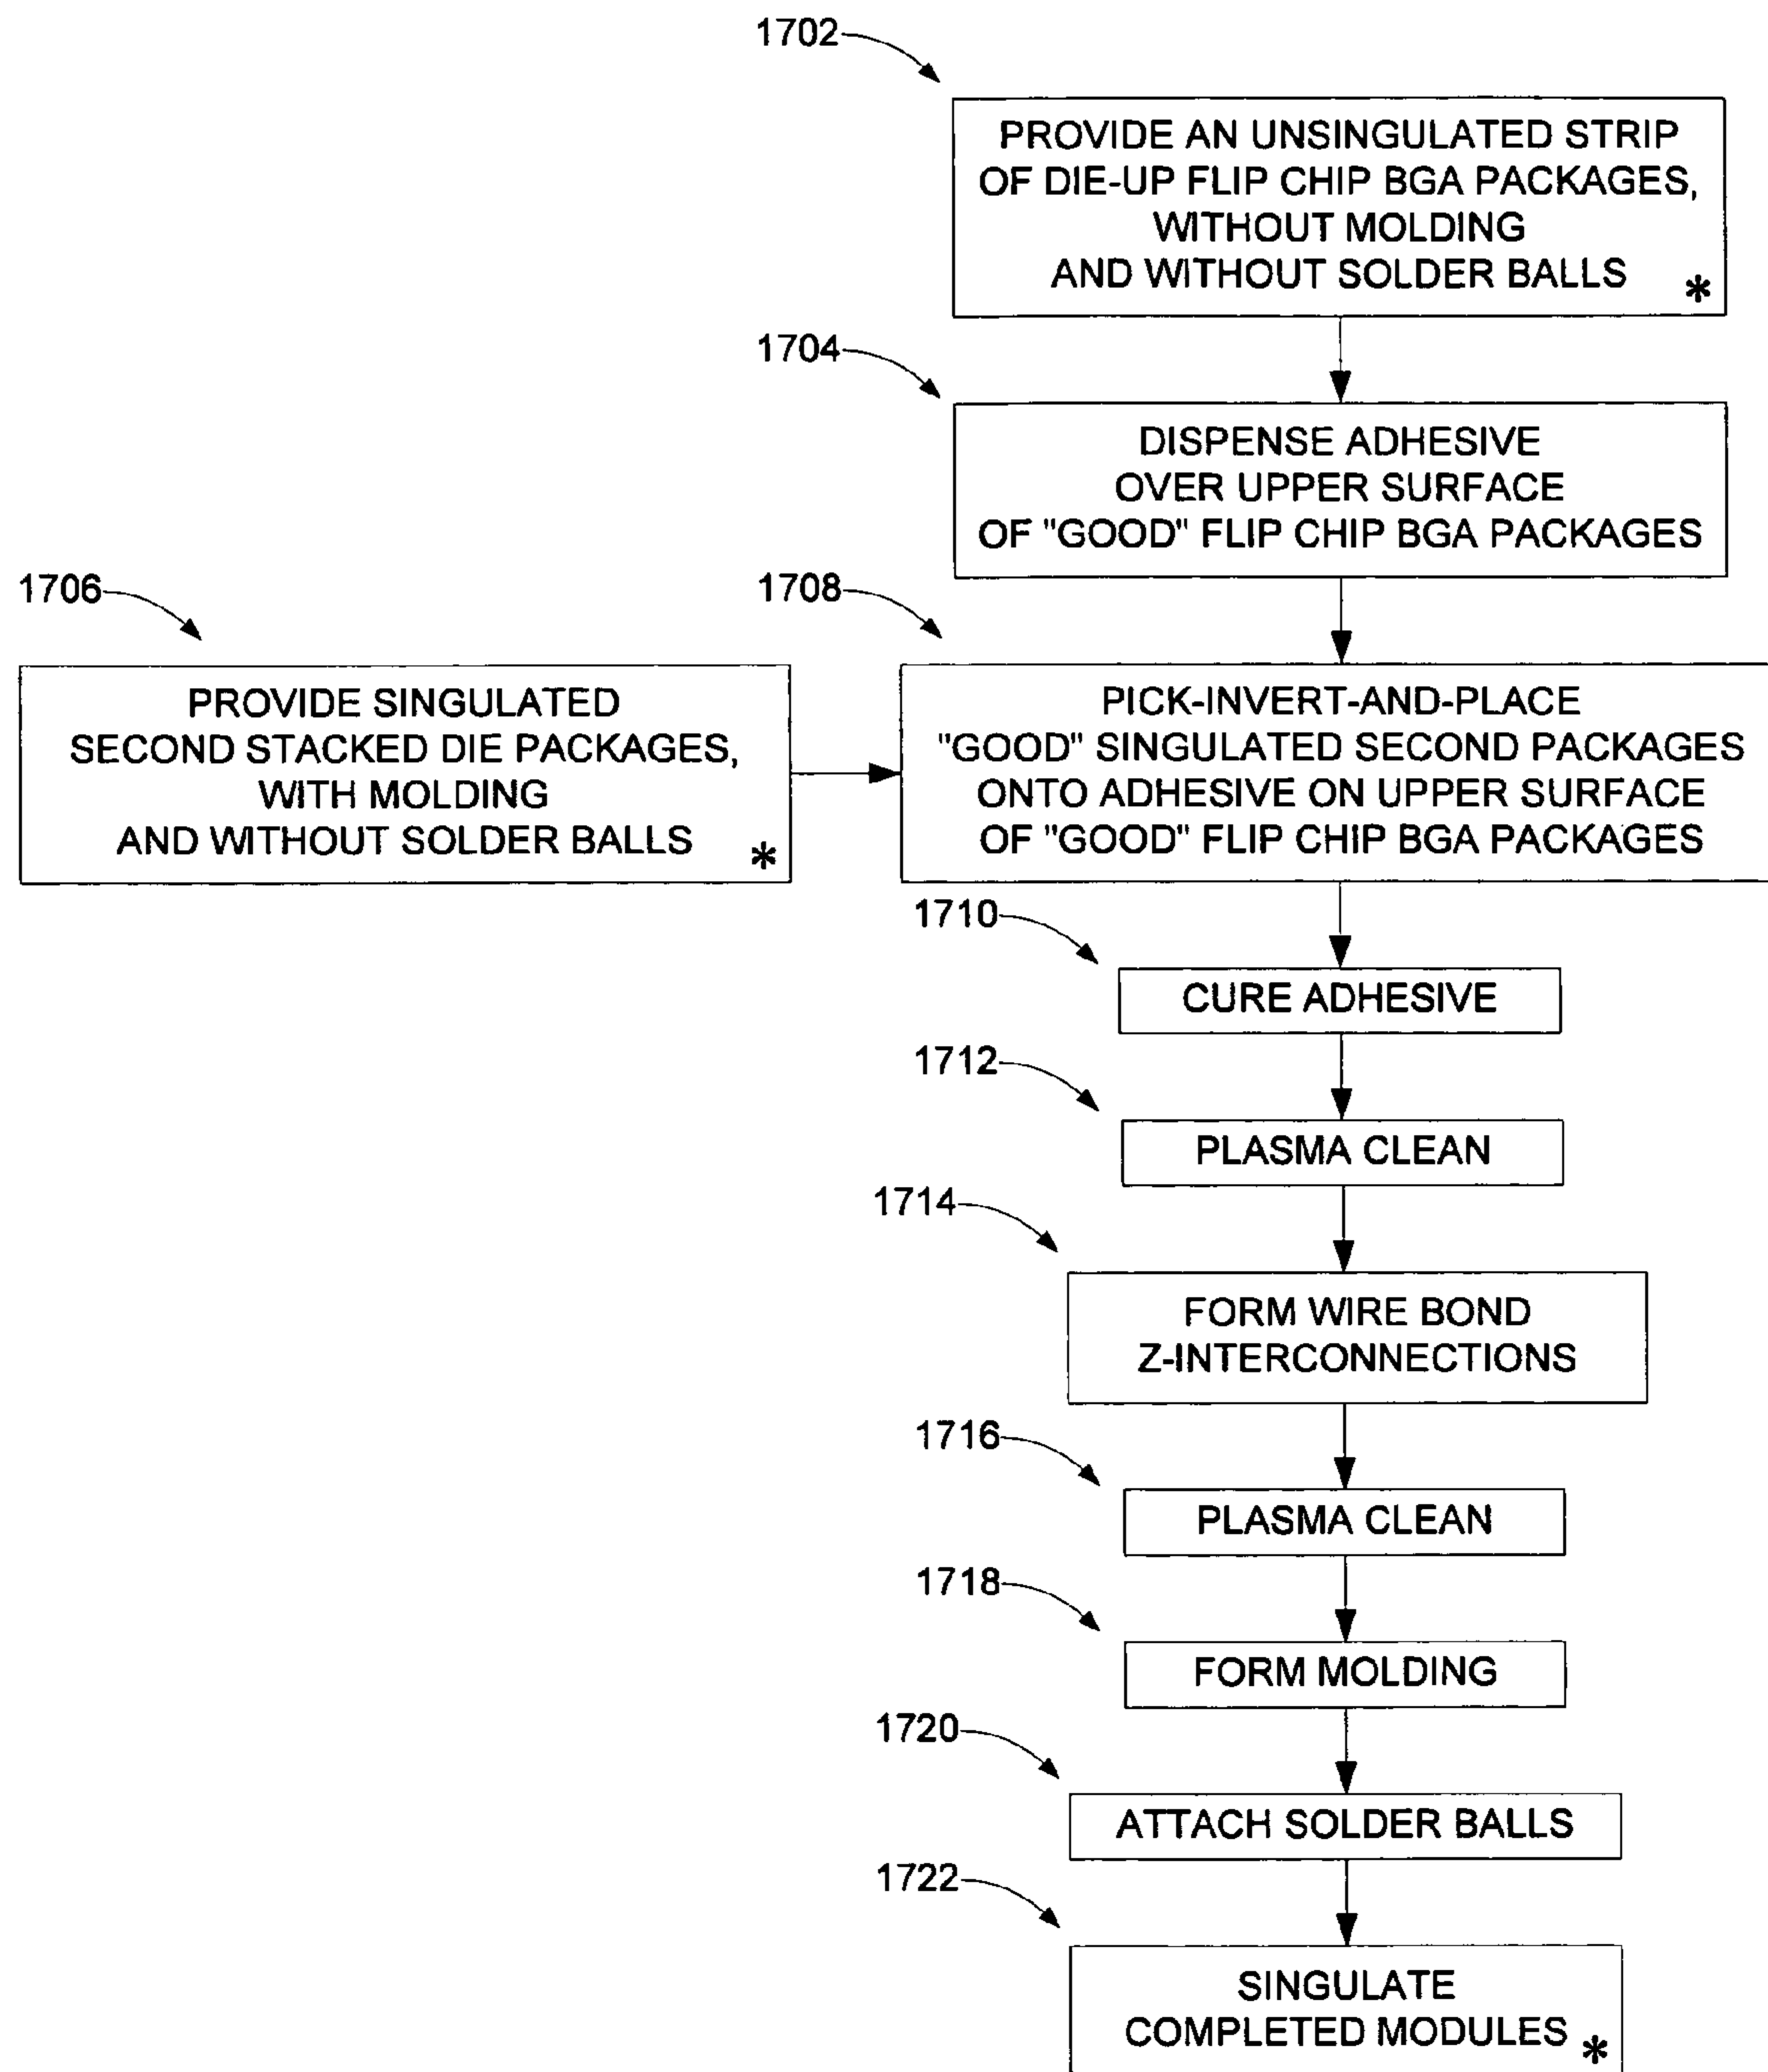 1702
PROVIDE AN UNSINGULATED STRIP
OF DIE-UP FLIP CHIP BGA PACKAGES,
WITHOUT MOLDING
AND WITHOUT SOLDER BALLS *
1704
DISPENSE ADHESIVE
OVER UPPER SURFACE
OF "GOOD" FLIP CHIP BGA PACKAGES
1706
PROVIDE SINGULATED
SECOND STACKED DIE PACKAGES,
WITH MOLDING
AND WITHOUT SOLDER BALLS *
1708
PICK-INVERT-AND-PLACE
"GOOD" SINGULATED SECOND PACKAGES
ONTO ADHESIVE ON UPPER SURFACE
OF "GOOD" FLIP CHIP BGA PACKAGES
1710
CURE ADHESIVE
1712
PLASMA CLEAN
1714
FORM WIRE BOND
Z-INTERCONNECTIONS
1716
PLASMA CLEAN
1718
FORM MOLDING
1720
ATTACH SOLDER BALLS
1722
SINGULATE
COMPLETED MODULES *